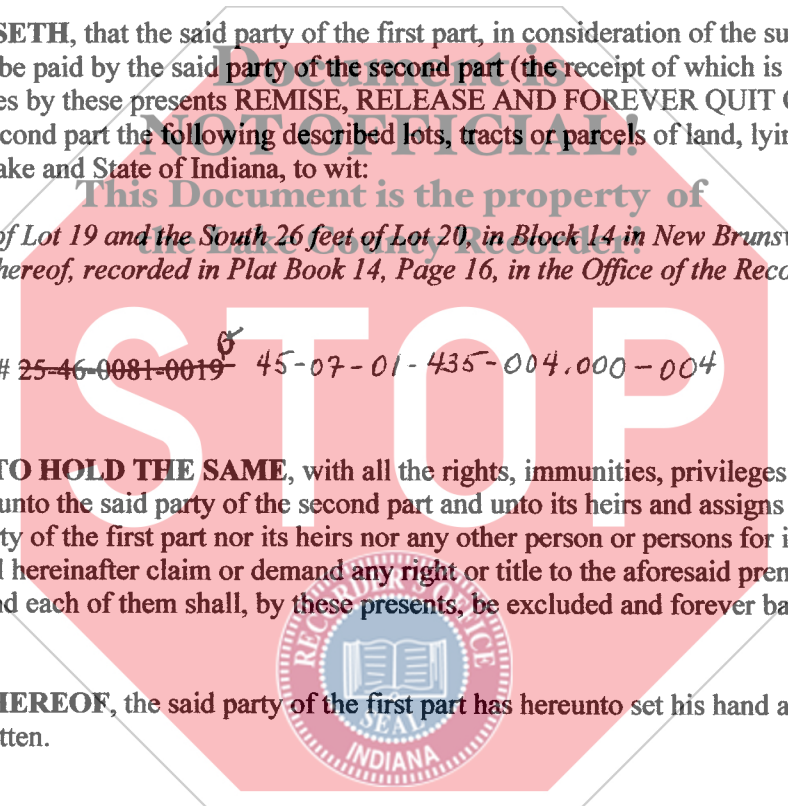 SETH, that the said party of the first part, in consideration of the su
Document is
be paid by the said party of the second part (the receipt of which is
es by these presents REMISE, RELEASE AND FOREVER QUIT
NOT OFFICIAL!
cond part the following described lots, tracts or parcels of land, lyin
ake and State of Indiana, to wit:
This Document is the property of
the Lake County Recorder!
of Lot 19 and the South 26 feet of Lot 20, in Block 14 in New Brunsw
hereof, recorded in Plat Book 14, Page 16, in the Office of the Reco
# 25-46-0081-0019 45-07-01-435-004.000-004
STOP
TO HOLD THE SAME, with all the rights, immunities, privileges
unto the said party of the second part and unto its heirs and assigns
ty of the first part nor its heirs nor any other person or persons for i
l hereinafter claim or demand any right or title to the aforesaid prem
nd each of them shall, by these presents, be excluded and forever ba
RECORDER'S OFFICE
SEAL
INDIANA
HEREOF, the said party of the first part has hereunto set his hand a
tten.